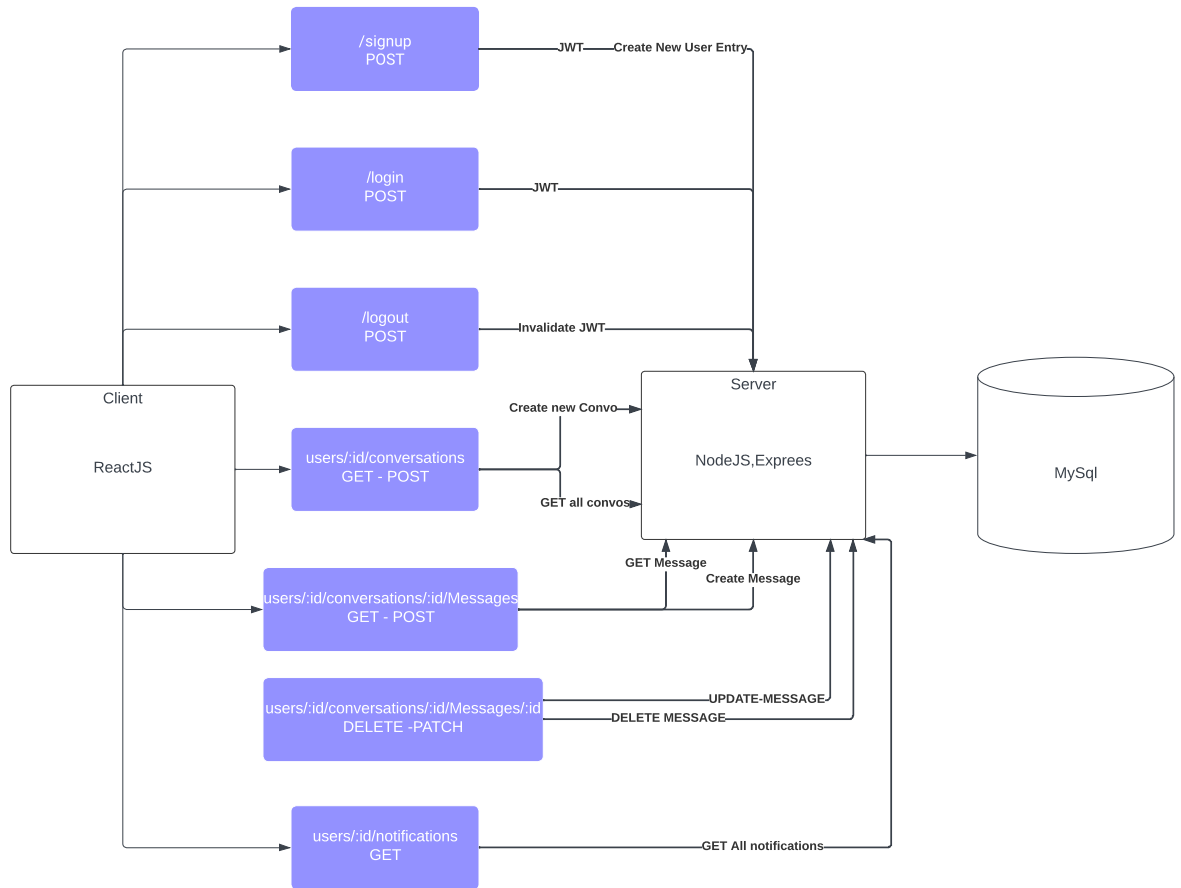 /signup
POST
JWT
Create New User Entry
/login
POST
JWT
/logout
POST
Invalidate JWT
Client
ReactJS
Server
NodeJS,Exprees
MySql
users/:id/conversations
GET - POST
Create new Convo
GET all convos
GET Message
Create Message
users/:id/conversations/:id/Messages
GET - POST
users/:id/conversations/:id/Messages/:id
DELETE -PATCH
UPDATE-MESSAGE
DELETE MESSAGE
users/:id/notifications
GET
GET All notifications